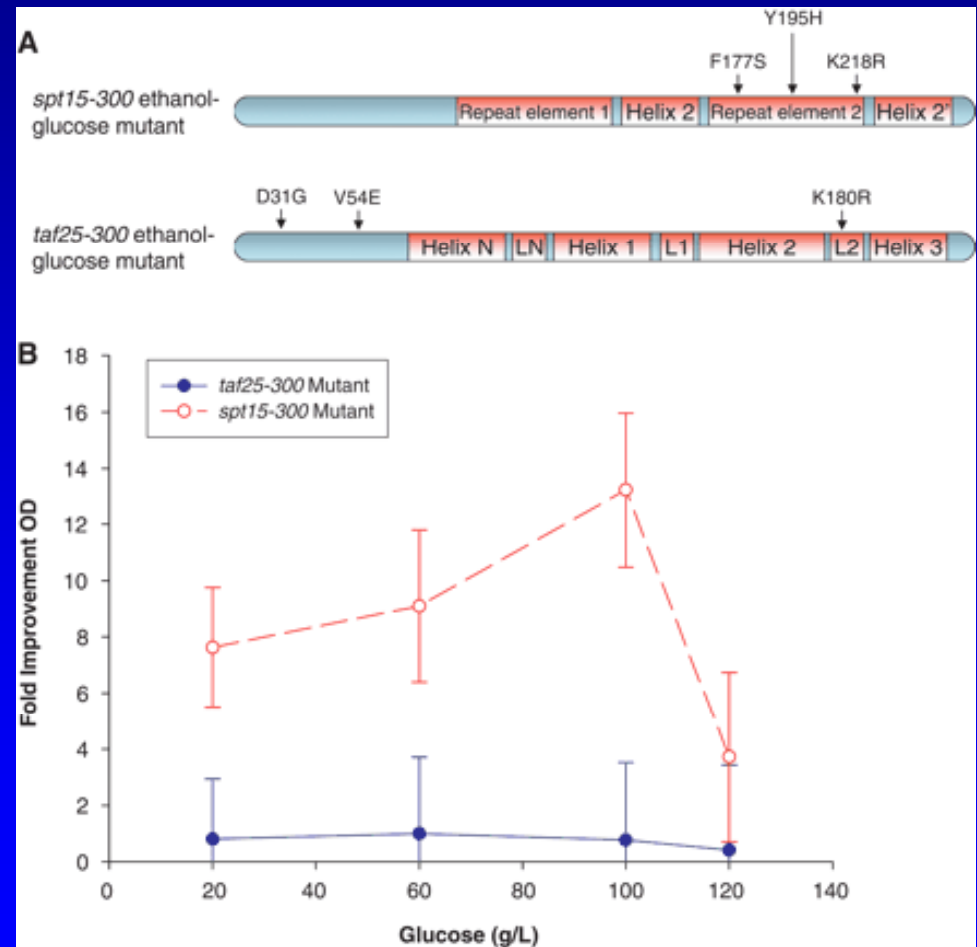 A
Y195H
F177S K218R
spt15-300 ethanol-
glucose mutant
Repeat element 1 Helix 2 Repeat element 2 Helix 2'
D31G V54E K180R
taf25-300 ethanol-
glucose mutant
Helix N LN Helix 1 L1 Helix 2 L2 Helix 3
B
taf25-300 Mutant
spt15-300 Mutant
Fold Improvement OD
18
16
14
12
10
8
6
4
2
0
0 20 40 60 80 100 120 140
Glucose (g/L)